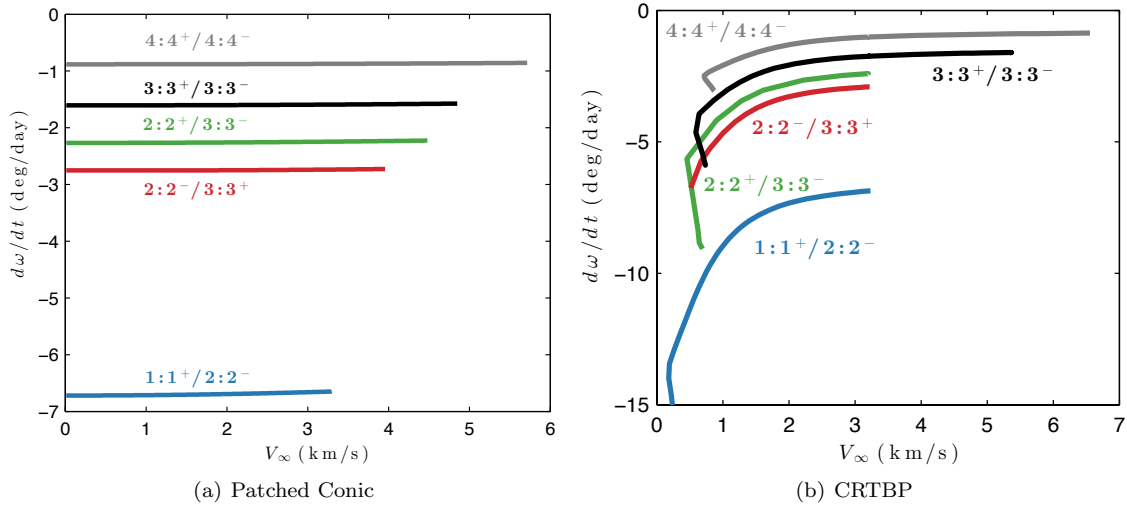 0
−1
−2
−3
−4
−5
−6
−7
0 1 2 3 4 5 6
dω/dt (deg/day)
V∞ (km/s)
4:4⁺/4:4⁻
3:3⁺/3:3⁻
2:2⁺/3:3⁻
2:2⁻/3:3⁺
1:1⁺/2:2⁻
(a) Patched Conic
0
−5
−10
−15
0 1 2 3 4 5 6 7
dω/dt (deg/day)
V∞ (km/s)
4:4⁺/4:4⁻
3:3⁺/3:3⁻
2:2⁻/3:3⁺
2:2⁺/3:3⁻
1:1⁺/2:2⁻
(b) CRTBP